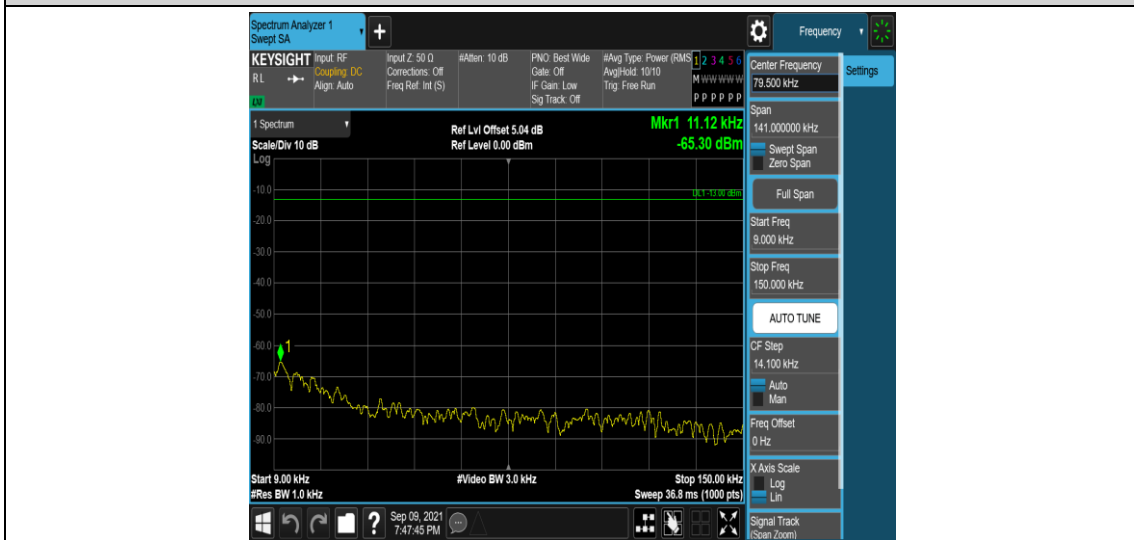 Spectrum Analyzer 1
Swept SA
+
Frequency
KEYSIGHT
RL
LXI
Input: RF
Coupling: DC
Align: Auto
Input Z: 50 Ω
Corrections: Off
Freq Ref: Int (S)
#Atten: 10 dB
PNO: Best Wide
Gate: Off
IF Gain: Low
Sig Track: Off
#Avg Type: Power (RMS
Avg|Hold: 10/10
Trig: Free Run
1 2 3 4 5 6
M W W W W W
P P P P P P
1 Spectrum
Scale/Div 10 dB
Log
Ref Lvl Offset 5.04 dB
Ref Level 0.00 dBm
Mkr1 11.12 kHz
-65.30 dBm
DL1 -13.00 dBm
-10.0
-20.0
-30.0
-40.0
-50.0
-60.0
-70.0
-80.0
-90.0
1
Start 9.00 kHz
#Res BW 1.0 kHz
#Video BW 3.0 kHz
Stop 150.00 kHz
Sweep 36.8 ms (1000 pts)
?
Sep 09, 2021
7:47:45 PM
Center Frequency
79.500 kHz
Span
141.000000 kHz
Swept Span
Zero Span
Full Span
Start Freq
9.000 kHz
Stop Freq
150.000 kHz
AUTO TUNE
CF Step
14.100 kHz
Auto
Man
Freq Offset
0 Hz
X Axis Scale
Log
Lin
Signal Track
(Span Zoom)
Settings